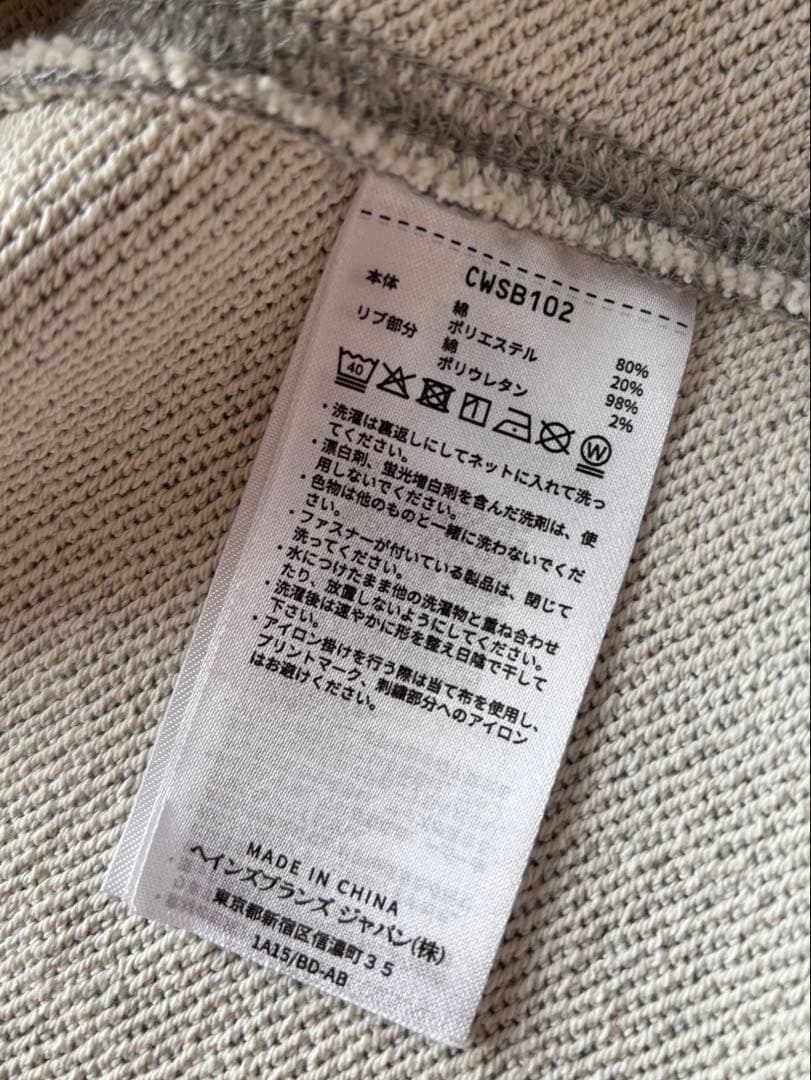 CWSB102
本体 綿 80%
ポリエステル 20%
リブ部分 綿 98%
ポリウレタン 2%
40 W
・洗濯は裏返しにしてネットに入れて洗っ
てください。
・漂白剤、蛍光増白剤を含んだ洗剤は、使
用しないでください。
・色物は他のものと一緒に洗わないでくだ
さい。
・ファスナーが付いている製品は、閉じて
洗ってください。
・水につけたまま他の洗濯物と重ね合わせ
たり、放置しないようにしてください。
・洗濯後は速やかに形を整え日陰で干して
下さい。
・アイロン掛けを行う際は当て布を使用し、
プリントマーク、刺繍部分へのアイロン
はお避けください。
MADE IN CHINA
ヘインズブランズ ジャパン(株)
東京都新宿区信濃町35
1A15/BD-AB